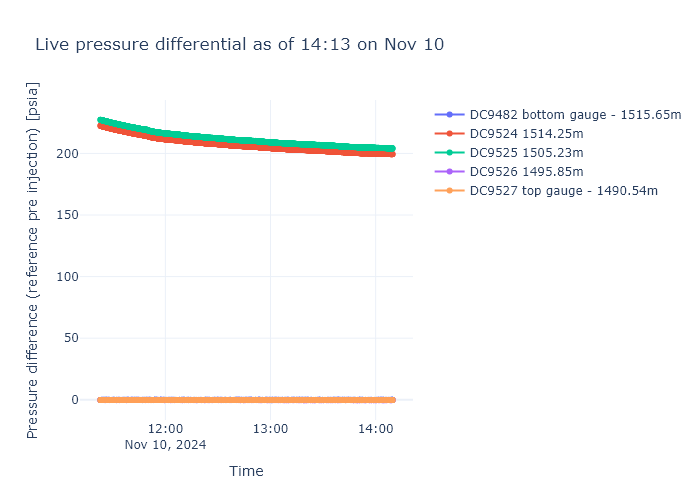 Live pressure differential as of 14:13 on Nov 10
Pressure difference (reference pre injection) [psia]
200
150
100
50
0
12:00
Nov 10, 2024
13:00
14:00
Time
DC9482 bottom gauge - 1515.65m
DC9524 1514.25m
DC9525 1505.23m
DC9526 1495.85m
DC9527 top gauge - 1490.54m